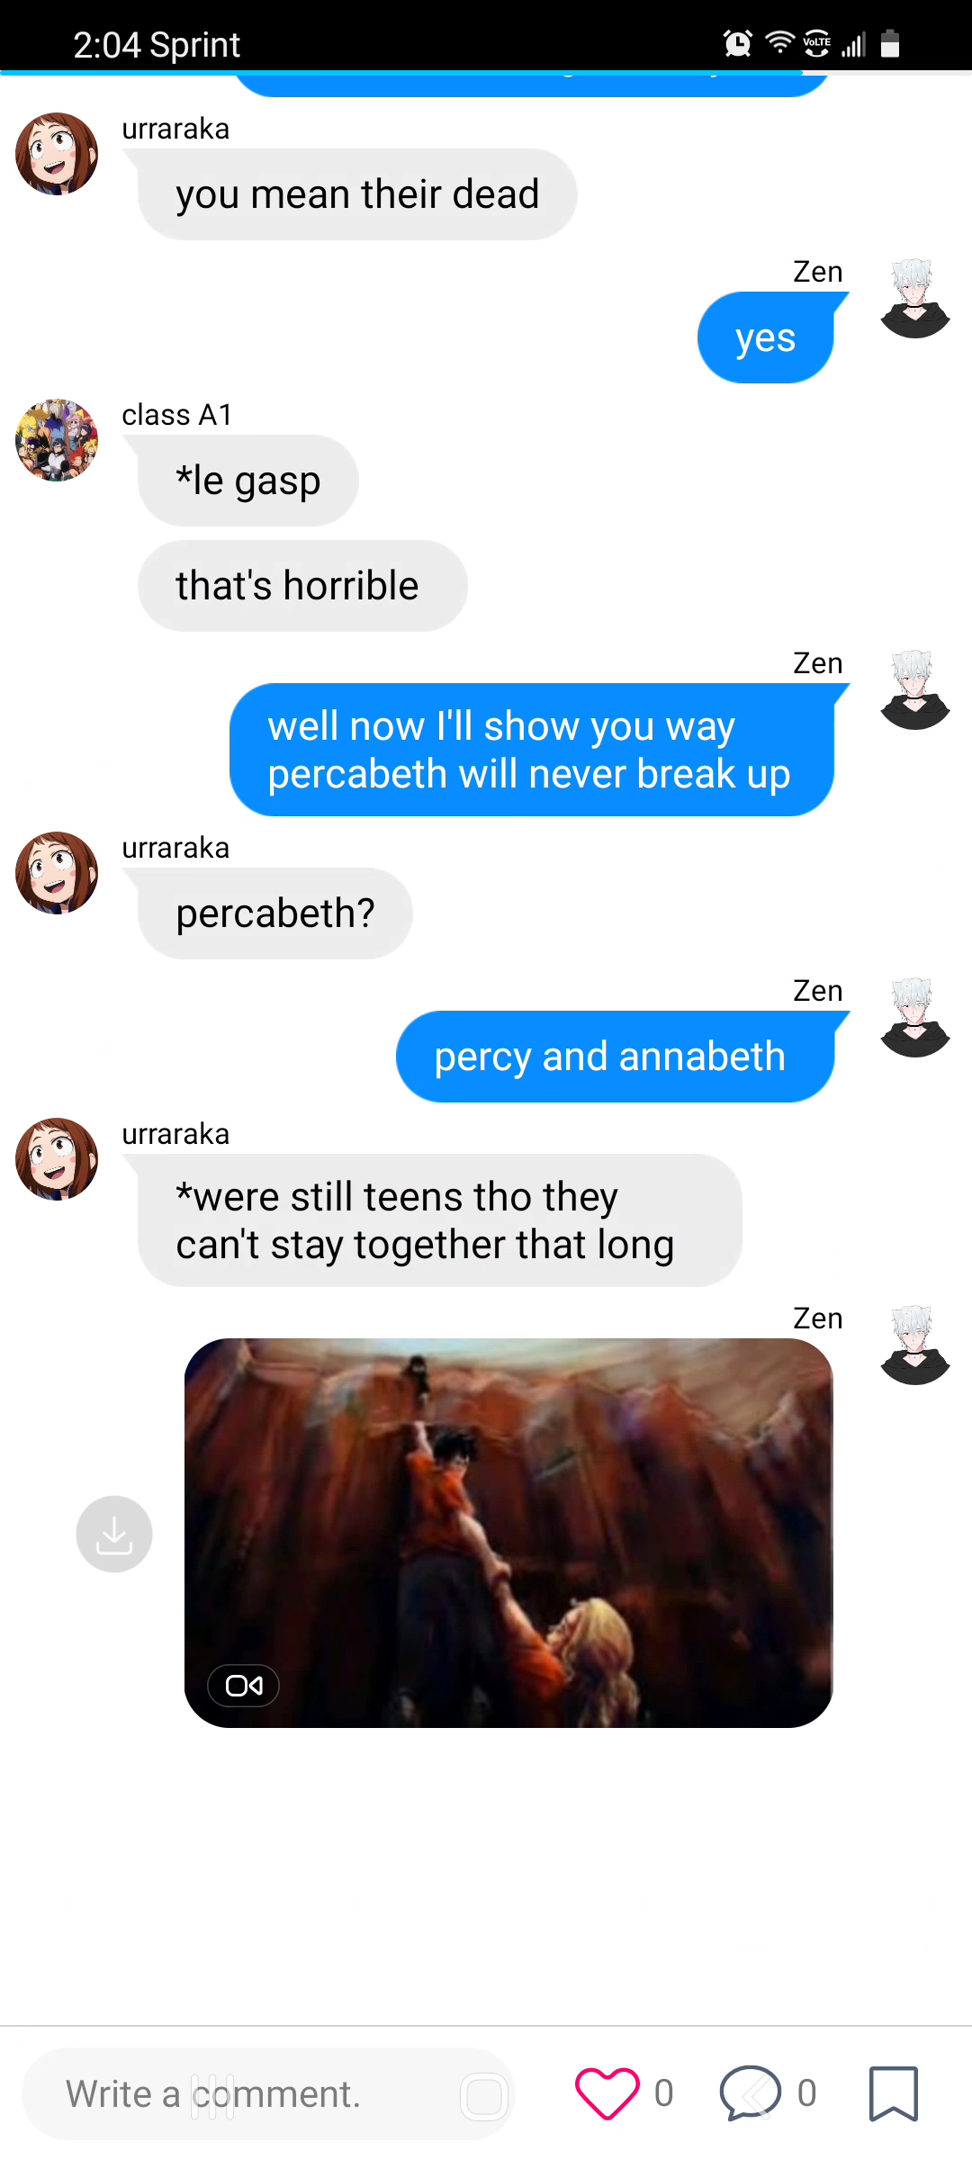 2:04 Sprint
VoLTE
urraraka
you mean their dead
Zen
yes
class A1
*le gasp
that's horrible
Zen
well now I'll show you way
percabeth will never break up
urraraka
percabeth?
Zen
percy and annabeth
urraraka
*were still teens tho they
can't stay together that long
Zen
Write a comment.
0
0